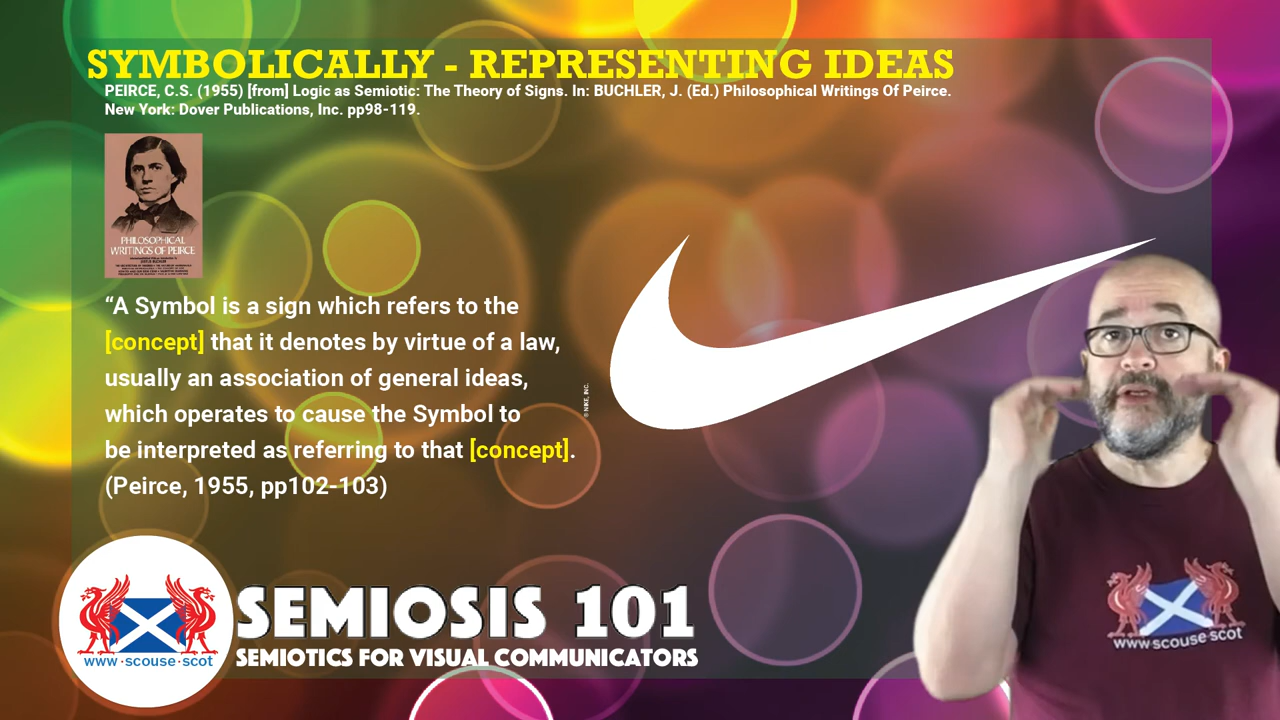 SYMBOLICALLY - REPRESENTING IDEAS
PEIRCE, C.S. (1955) [from] Logic as Semiotic: The Theory of Signs. In: BUCHLER, J. (Ed.) Philosophical Writings Of Peirce.
New York: Dover Publications, Inc. pp98-119.
PHILOSOPHICAL
WRITINGS OF PEIRCE
“A Symbol is a sign which refers to the
[concept] that it denotes by virtue of a law,
usually an association of general ideas,
which operates to cause the Symbol to
be interpreted as referring to that [concept].
(Peirce, 1955, pp102-103)
© NIKE, INC.
www·scouse·scot
SEMIOSIS 101
SEMIOTICS FOR VISUAL COMMUNICATORS
www·scouse·scot